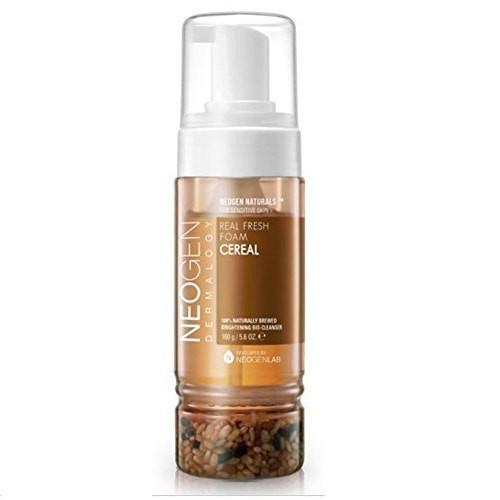 NEOGEN
DERMALOGY
NEOGEN NATURALS
FOR SENSITIVE SKIN
REAL FRESH
FOAM
CEREAL
100% NATURALLY BREWED
BRIGHTENING BIO-CLEANSER
160 g / 5.6 OZ. ℮
DEVELOPED BY
N NEOGENLAB